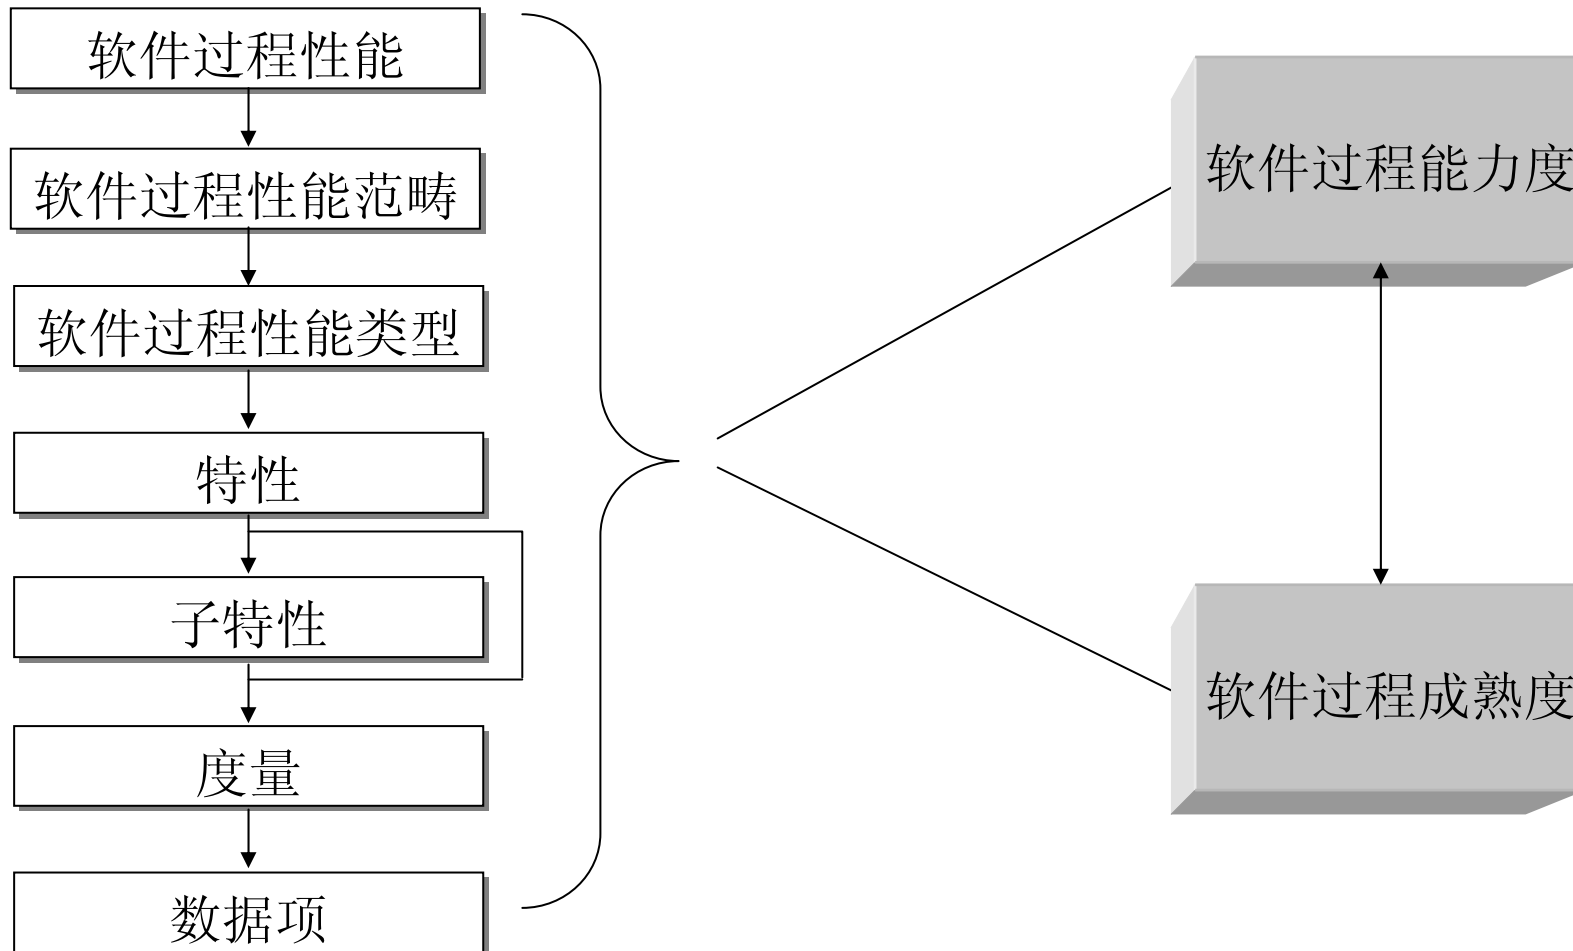 软件过程性能
软件过程性能范畴
软件过程性能类型
特性
子特性
度量
数据项
软件过程能力度
软件过程成熟度